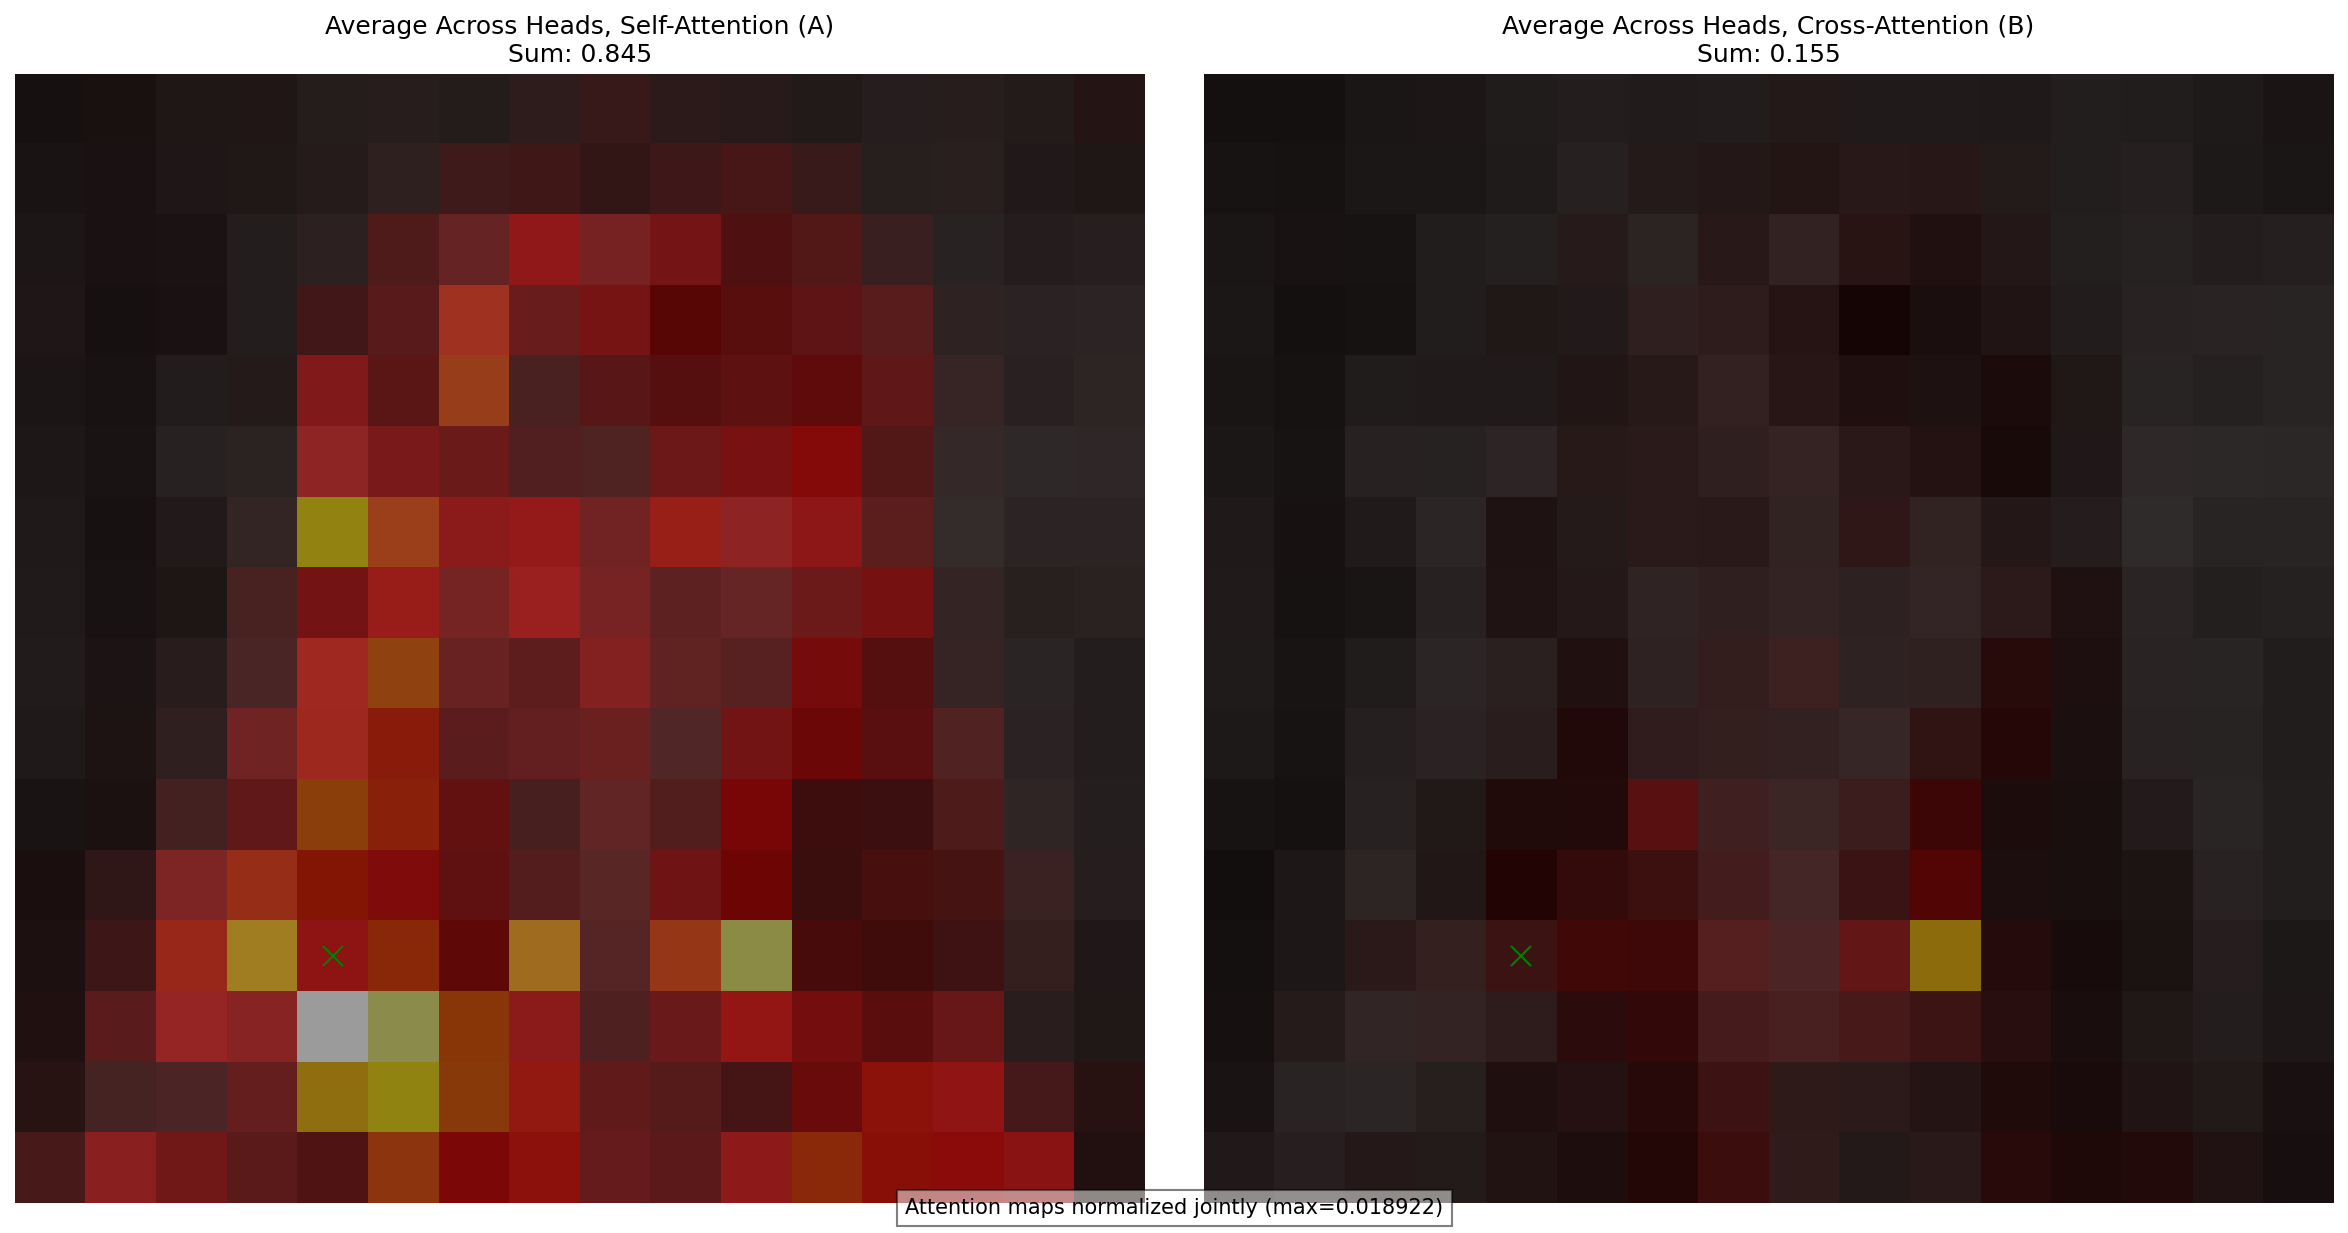 Average Across Heads, Self-Attention (A)
Sum: 0.845
Average Across Heads, Cross-Attention (B)
Sum: 0.155
Attention maps normalized jointly (max=0.018922)